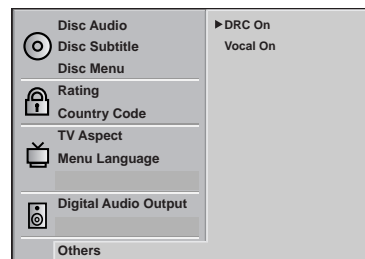 Disc Audio
Disc Subtitle
Disc Menu
Rating
Country Code
TV Aspect
Menu Language
Digital Audio Output
Others
DRC On
Vocal On